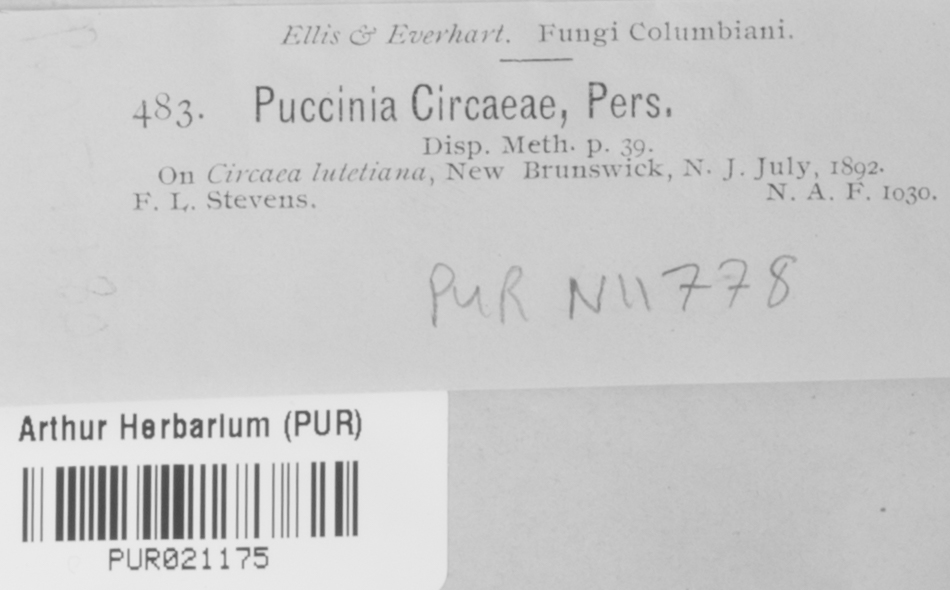 Ellis & Everhart. Fungi Columbiani.
483. Puccinia Circaeae, Pers.
Disp. Meth. p. 39.
On Circaea lutetiana, New Brunswick, N. J. July, 1892.
F. L. Stevens. N. A. F. 1030.
PUR N11778
Arthur Herbarium (PUR)
PUR021175